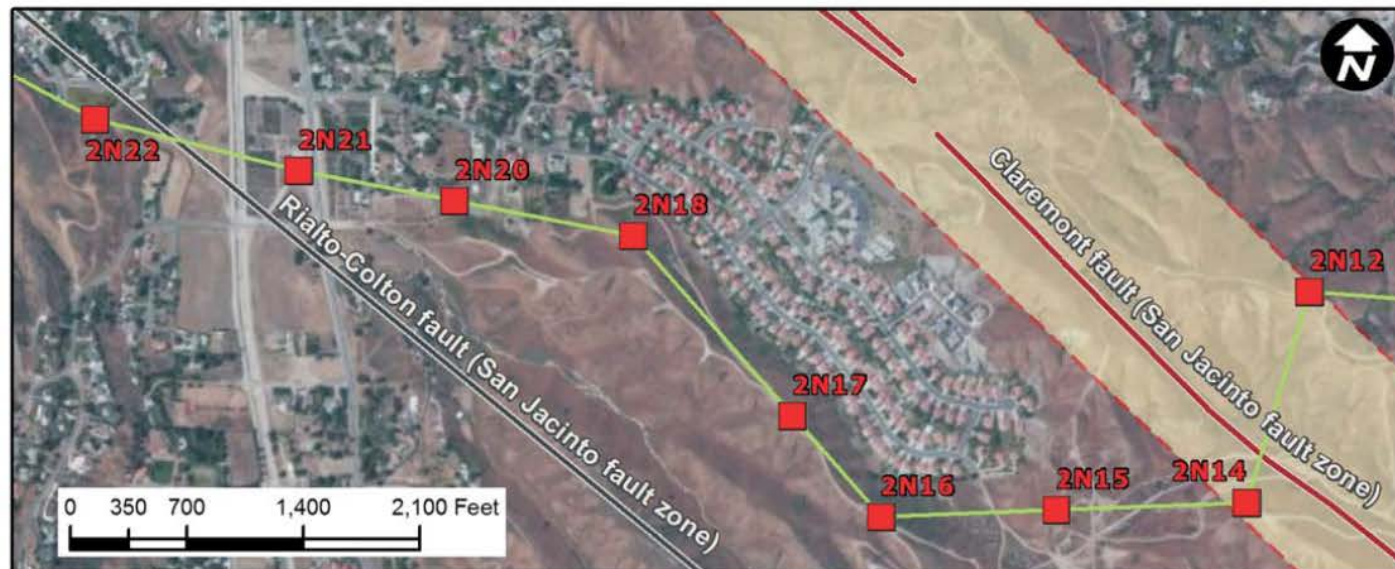 N
2N22
2N21
2N20
2N18
2N12
2N17
2N16
2N15
2N14
Rialto-Colton fault (San Jacinto fault zone)
Claremont fault (San Jacinto fault zone)
0 350 700 1,400 2,100 Feet